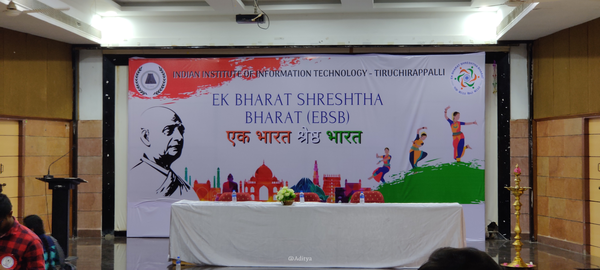 INDIAN INSTITUTE OF INFORMATION TECHNOLOGY - TIRUCHIRAPPALLI
EK BHARAT SHRESHTHA
BHARAT (EBSB)
एक भारत श्रेष्ठ भारत
@Aditya